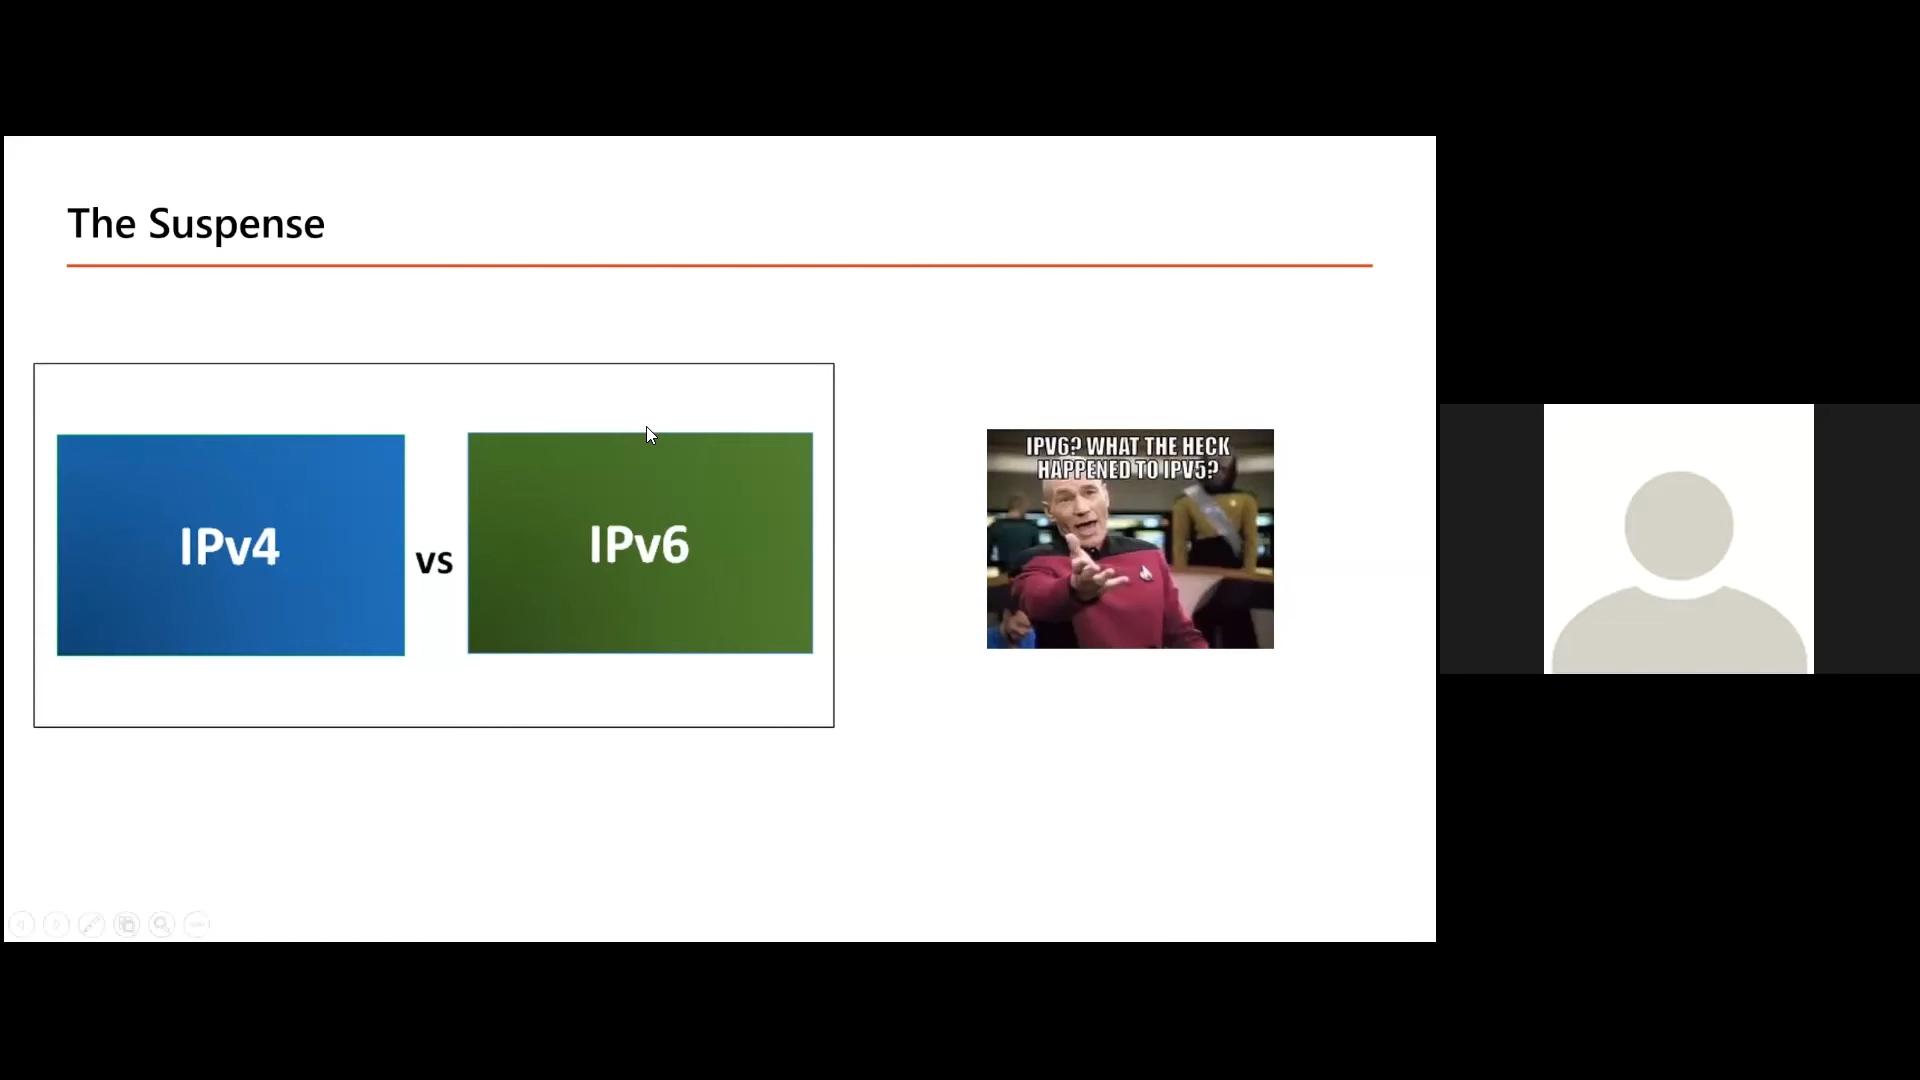 The Suspense
IPv4
vs
IPv6
IPV6? WHAT THE HECK
HAPPENED TO IPV5?